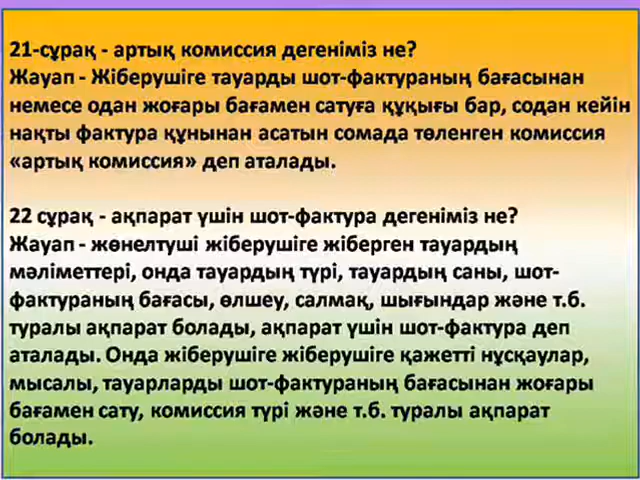 21-сұрақ - артық комиссия дегеніміз не?
Жауап - Жіберушіге тауарды шот-фактураның бағасынан
немесе одан жоғары бағамен сатуға құқығы бар, содан кейін
нақты фактура құнынан асатын сомада төленген комиссия
«артық комиссия» деп аталады.
22 сұрақ - ақпарат үшін шот-фактура дегеніміз не?
Жауап - жөнелтуші жіберушіге жіберген тауардың
мәліметтері, онда тауардың түрі, тауардың саны, шот-
фактураның бағасы, өлшеу, салмақ, шығындар және т.б.
туралы ақпарат болады, ақпарат үшін шот-фактура деп
аталады. Онда жіберушіге жіберушіге қажетті нұсқаулар,
мысалы, тауарларды шот-фактураның бағасынан жоғары
бағамен сату, комиссия түрі және т.б. туралы ақпарат
болады.